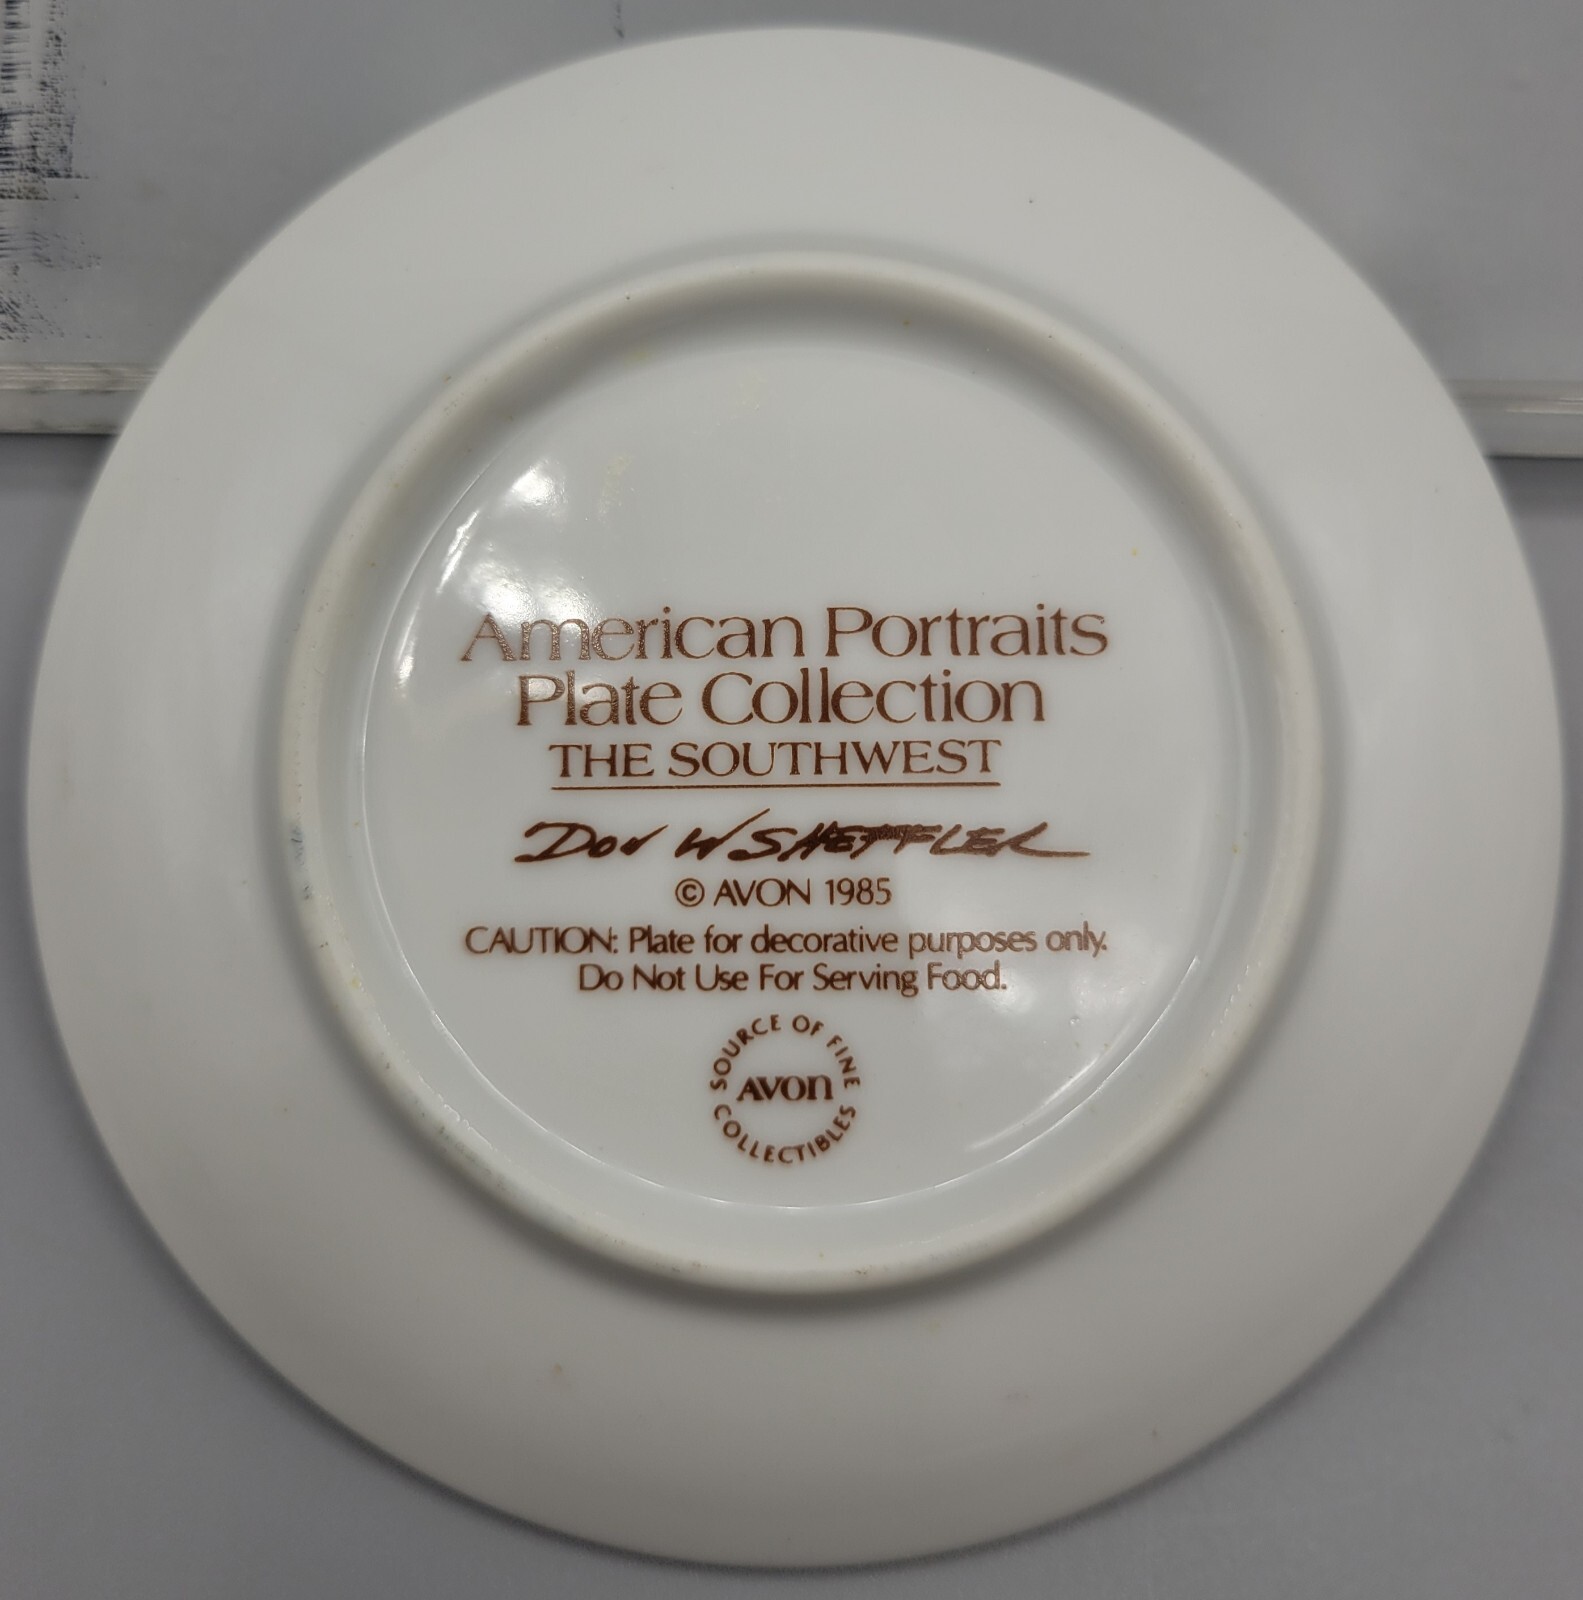 American Portraits
Plate Collection
THE SOUTHWEST
Don W Sheffler
© AVON 1985
CAUTION: Plate for decorative purposes only.
Do Not Use For Serving Food.
SOURCE OF FINE
AVON
COLLECTIBLES